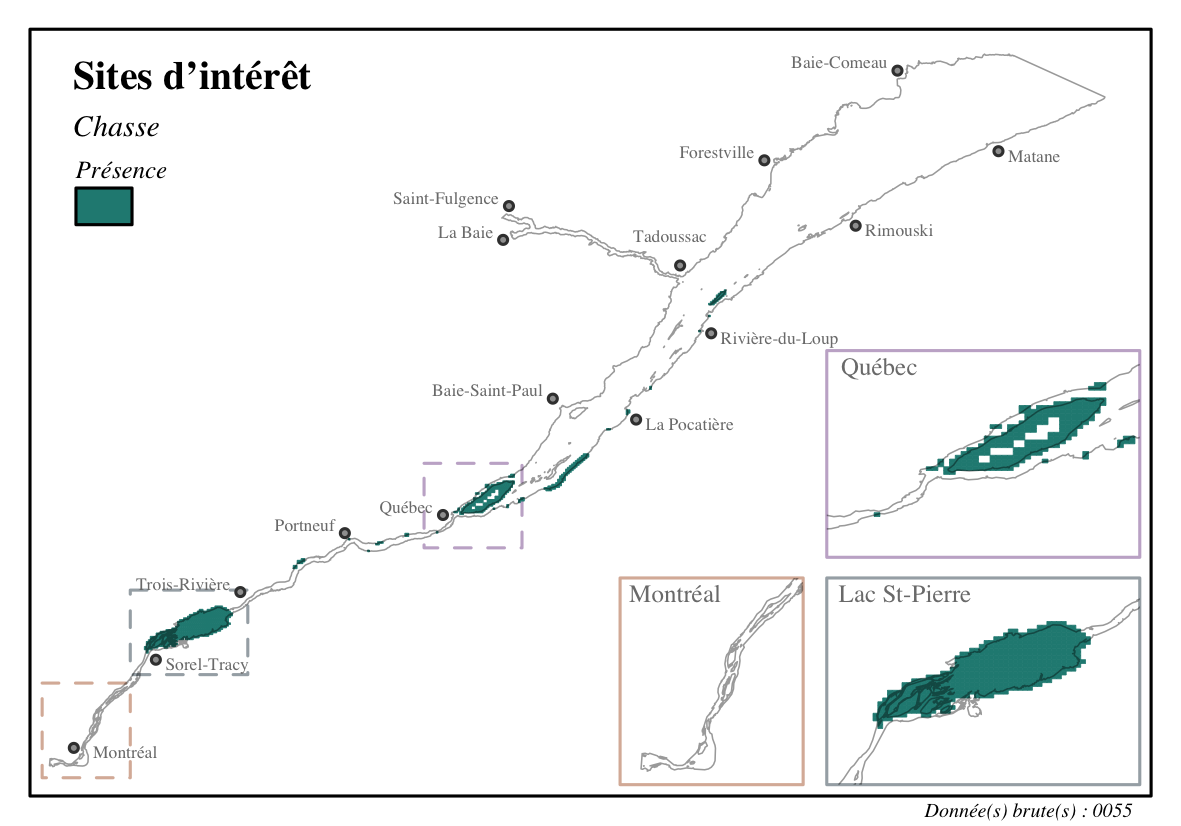 Sites d’intérêt
Chasse
Présence
Baie-Comeau
Forestville
Matane
Saint-Fulgence
La Baie
Tadoussac
Rimouski
Rivière-du-Loup
Baie-Saint-Paul
La Pocatière
Québec
Portneuf
Trois-Rivière
Sorel-Tracy
Montréal
Québec
Montréal
Lac St-Pierre
Donnée(s) brute(s) : 0055